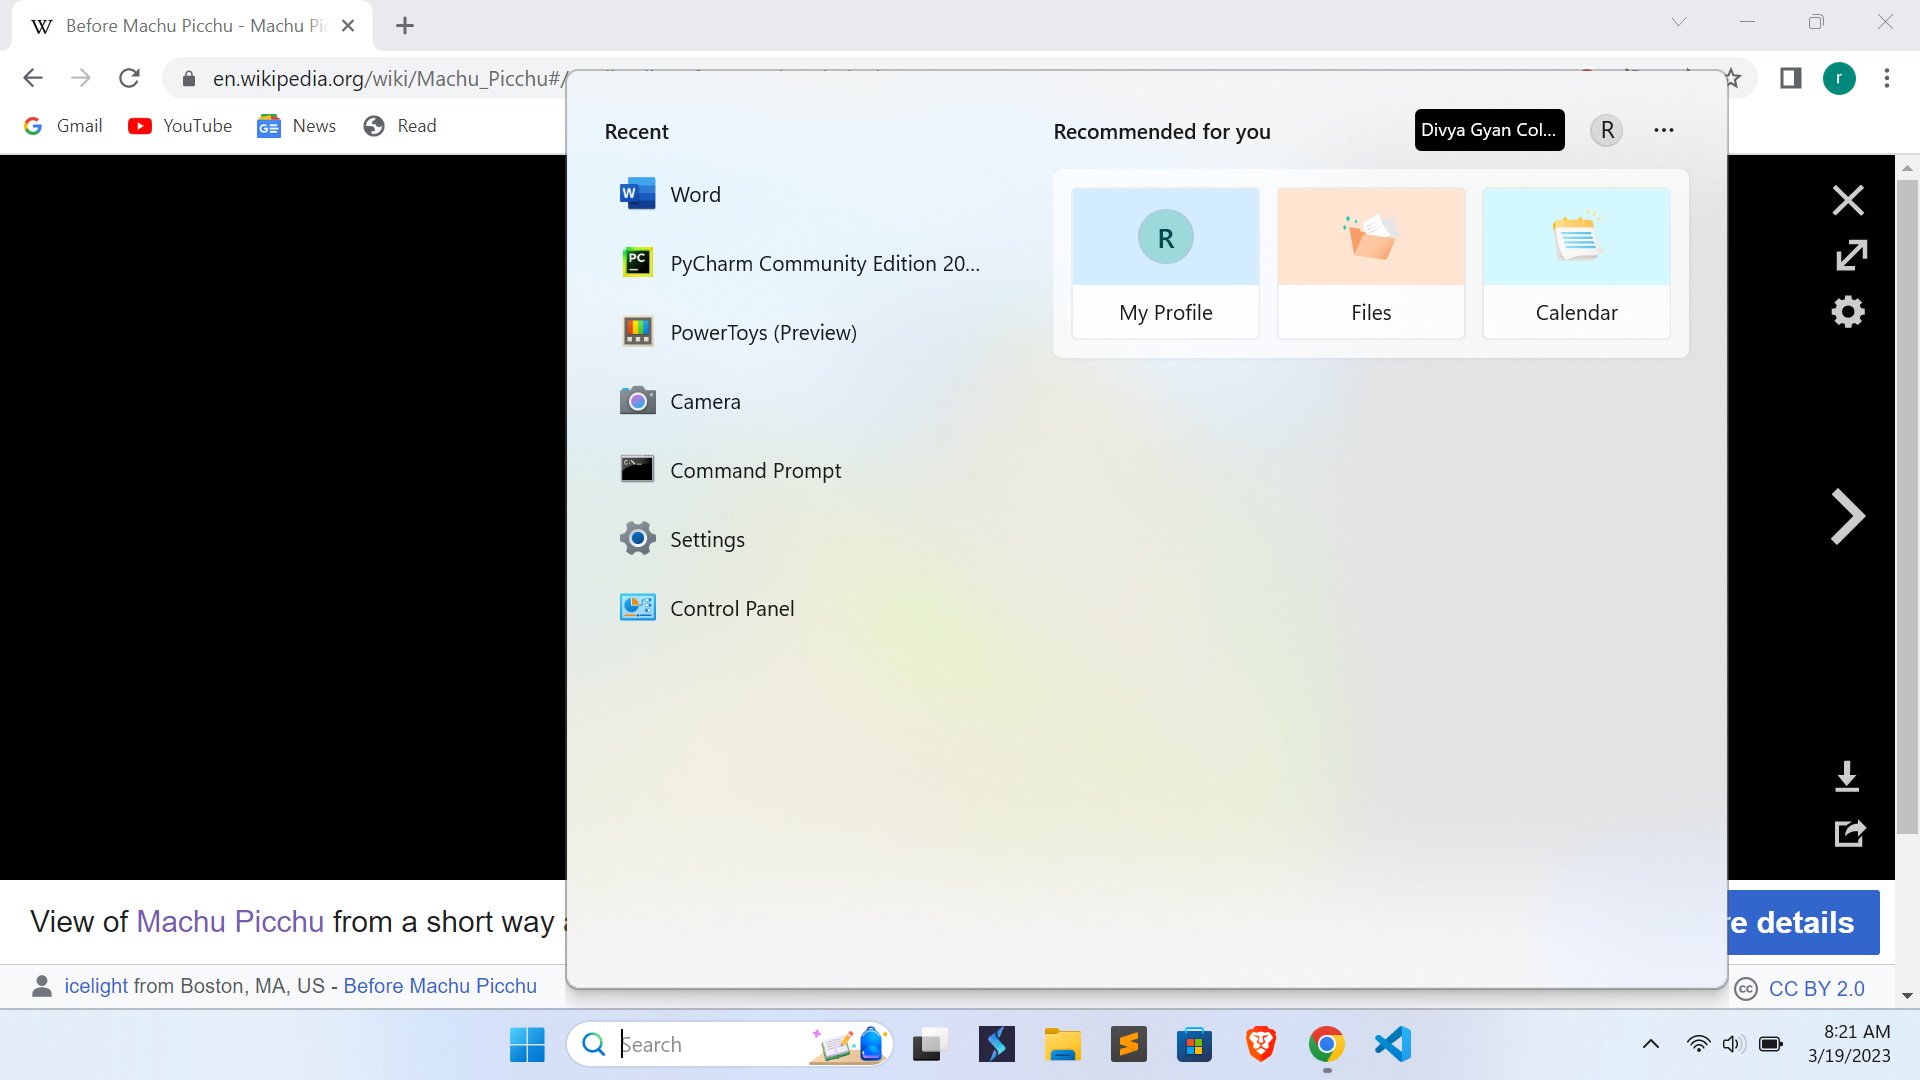 Before Machu Picchu - Machu Pi
en.wikipedia.org/wiki/Machu_Picchu#/
r
Gmail
YouTube
News
Read
Recent
Word
PyCharm Community Edition 20...
PowerToys (Preview)
Camera
Command Prompt
Settings
Control Panel
Recommended for you
Divya Gyan Col...
R
R
My Profile
Files
Calendar
View of Machu Picchu from a short way
re details
icelight from Boston, MA, US - Before Machu Picchu
CC BY 2.0
Search
8:21 AM
3/19/2023